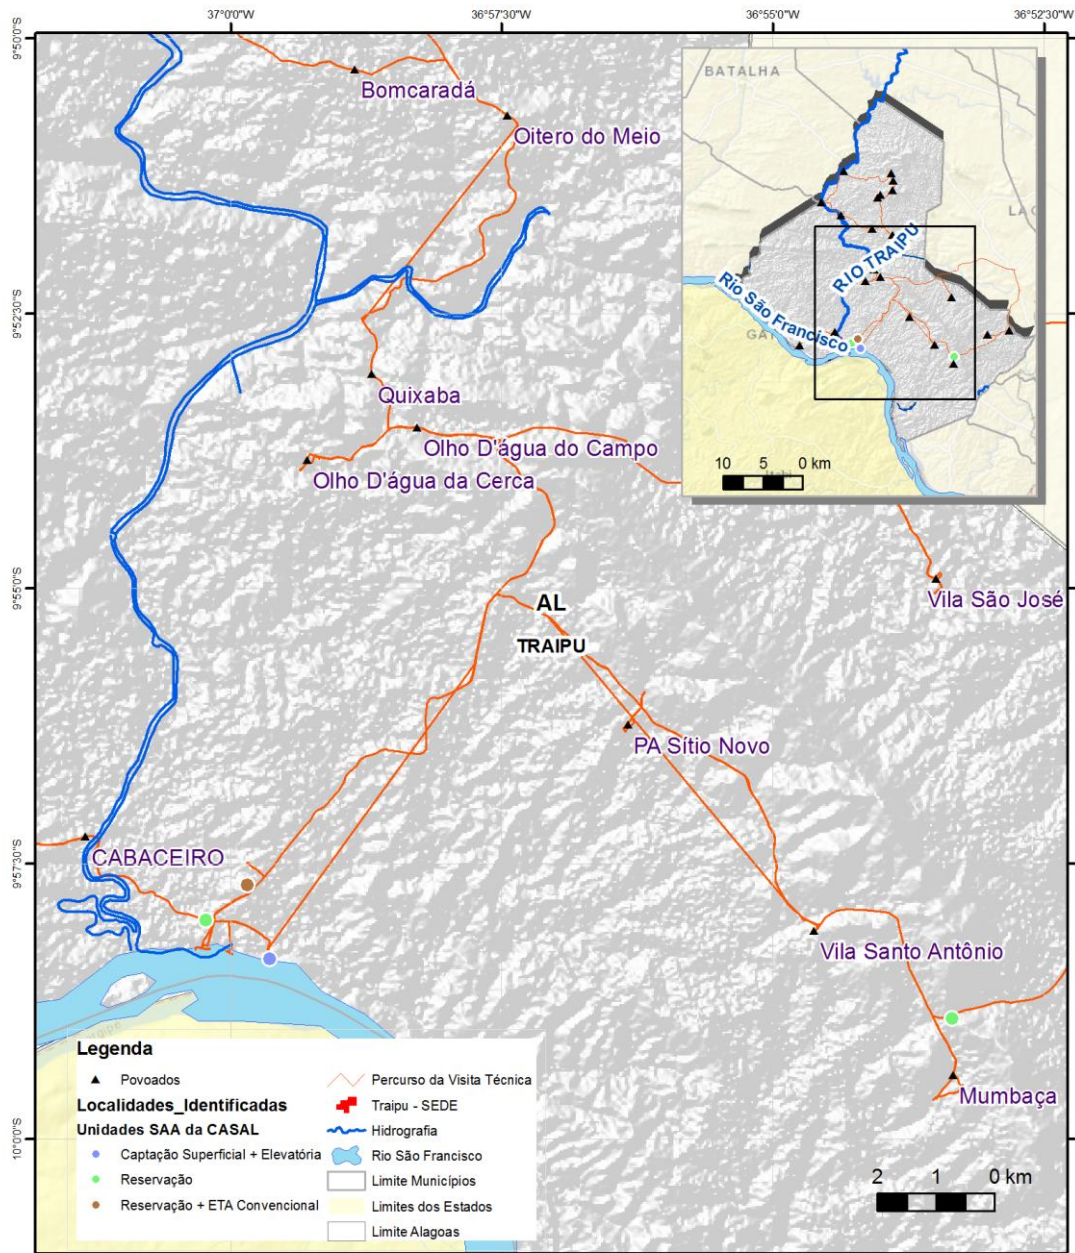 37°0'0"W
36°57'30"W
36°55'0"W
36°52'30"W
9°50'0"S
9°52'30"S
9°55'0"S
9°57'30"S
10°0'0"S
BATALHA
RIO TRAIPU
Rio São Francisco
10 5 0 km
Bomcaradá
Oitero do Meio
Quixaba
Olho D'água do Campo
Olho D'água da Cerca
AL
Vila São José
TRAIPU
PA Sítio Novo
CABACEIRO
Vila Santo Antônio
Mumbaça
2 1 0 km
Legenda
Povoados
Localidades_Identificadas
Unidades SAA da CASAL
Captação Superficial + Elevatória
Reservação
Reservação + ETA Convencional
Percurso da Visita Técnica
Traipu - SEDE
Hidrografia
Rio São Francisco
Limite Municípios
Limites dos Estados
Limite Alagoas